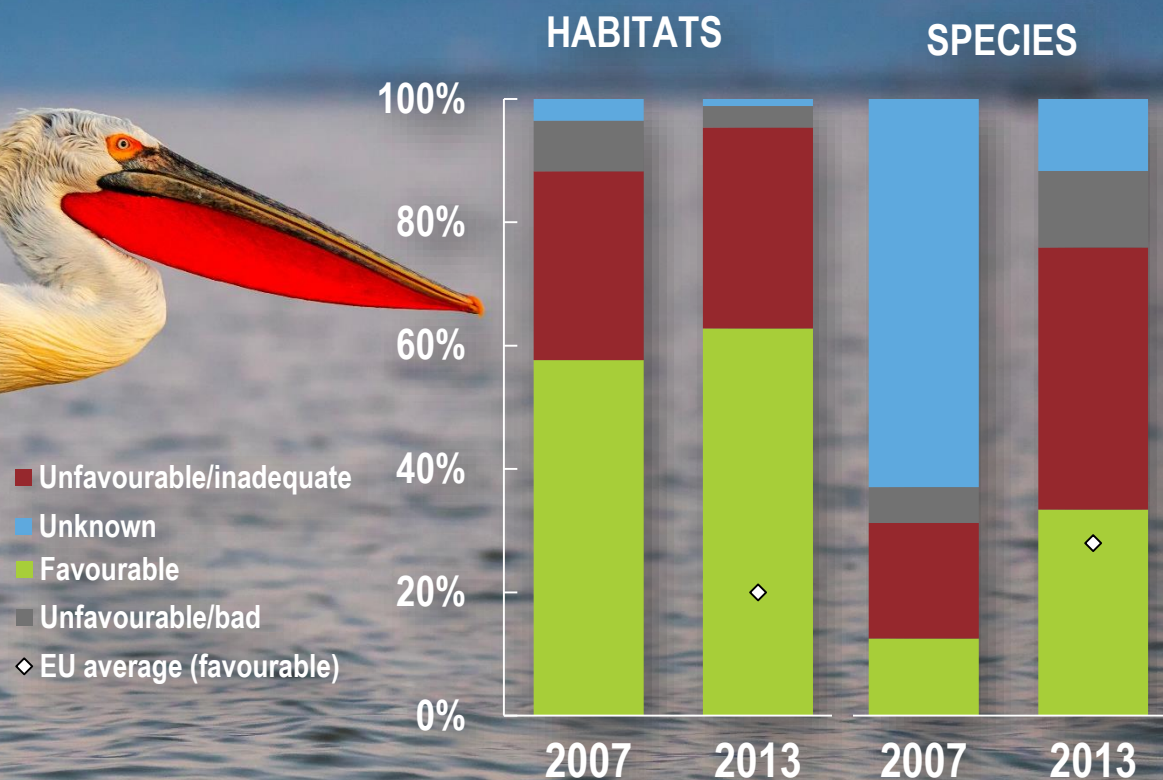 HABITATS
SPECIES
100%
80%
60%
40%
20%
0%
Unfavourable/inadequate
Unknown
Favourable
Unfavourable/bad
EU average (favourable)
2007 2013 2007 2013